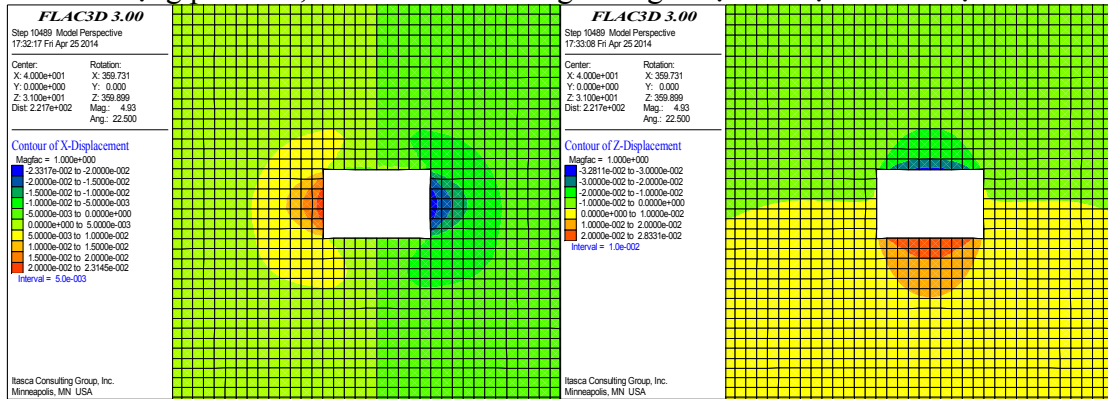 FLAC3D 3.00
Step 10489 Model Perspective
17:32:17 Fri Apr 25 2014
Center: Rotation:
X: 4.000e+001 X: 359.731
Y: 0.000e+000 Y: 0.000
Z: 3.100e+001 Z: 359.899
Dist: 2.217e+002 Mag.: 4.93
Ang.: 22.500
Contour of X-Displacement
Magfac = 1.000e+000
-2.2317e-002 to -2.0000e-002
-2.0000e-002 to -1.5000e-002
-1.5000e-002 to -1.0000e-002
-1.0000e-002 to -5.0000e-003
-5.0000e-003 to 0.0000e+000
0.0000e+000 to 5.0000e-003
5.0000e-003 to 1.0000e-002
1.0000e-002 to 1.5000e-002
1.5000e-002 to 2.0000e-002
2.0000e-002 to 2.3145e-002
Interval = 5.0e-003
Itasca Consulting Group, Inc.
Minneapolis, MN USA
FLAC3D 3.00
Step 10489 Model Perspective
17:33:08 Fri Apr 25 2014
Center: Rotation:
X: 4.000e+001 X: 359.731
Y: 0.000e+000 Y: 0.000
Z: 3.100e+001 Z: 359.899
Dist: 2.217e+002 Mag.: 4.93
Ang.: 22.500
Contour of Z-Displacement
Magfac = 1.000e+000
-3.2811e-002 to -3.0000e-002
-3.0000e-002 to -2.0000e-002
-2.0000e-002 to -1.0000e-002
-1.0000e-002 to 0.0000e+000
0.0000e+000 to 1.0000e-002
1.0000e-002 to 2.0000e-002
2.0000e-002 to 2.8331e-002
Interval = 1.0e-002
Itasca Consulting Group, Inc.
Minneapolis, MN USA